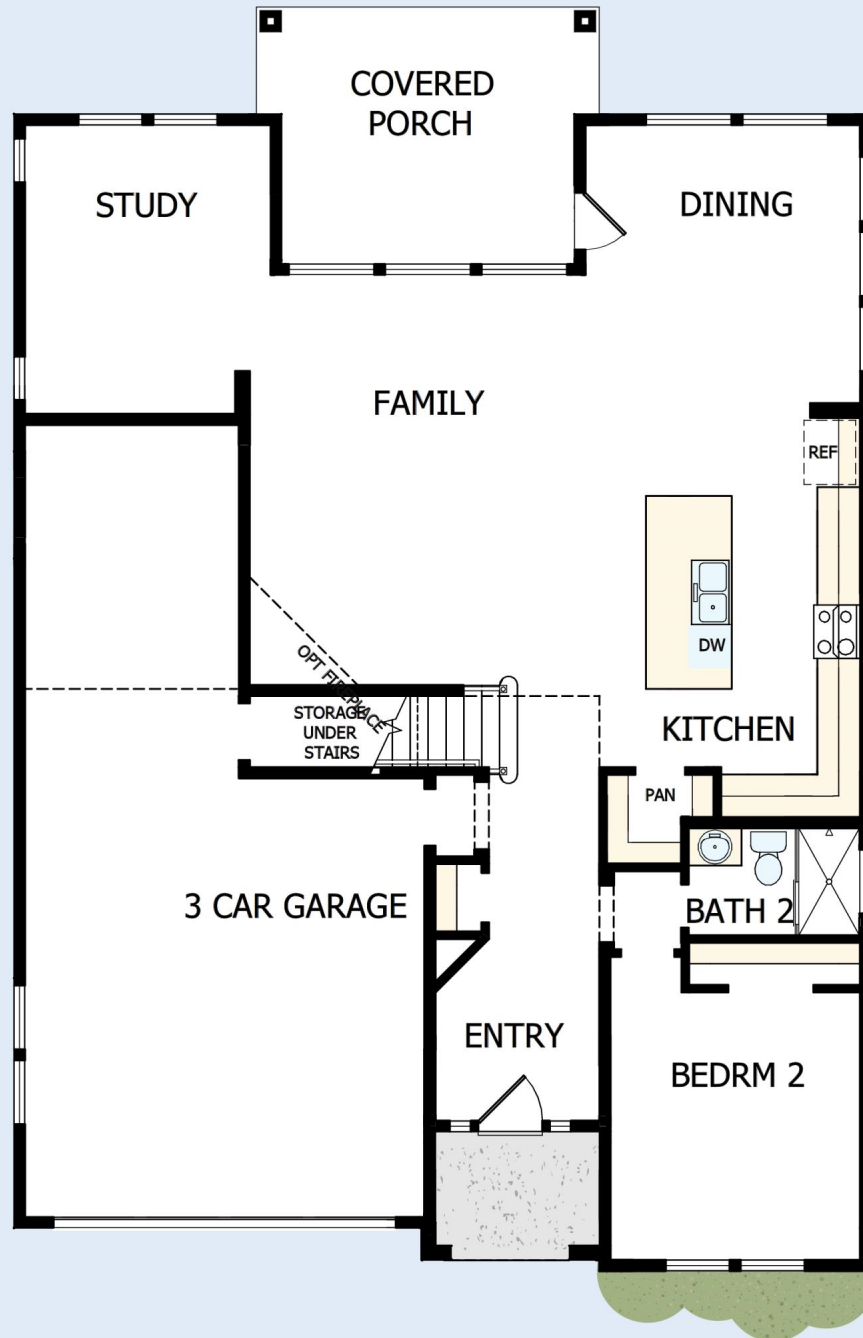 COVERED
PORCH
STUDY
DINING
FAMILY
REF
DW
OPT FIREPLACE
STORAGE
UNDER
STAIRS
KITCHEN
PAN
3 CAR GARAGE
BATH 2
ENTRY
BEDRM 2